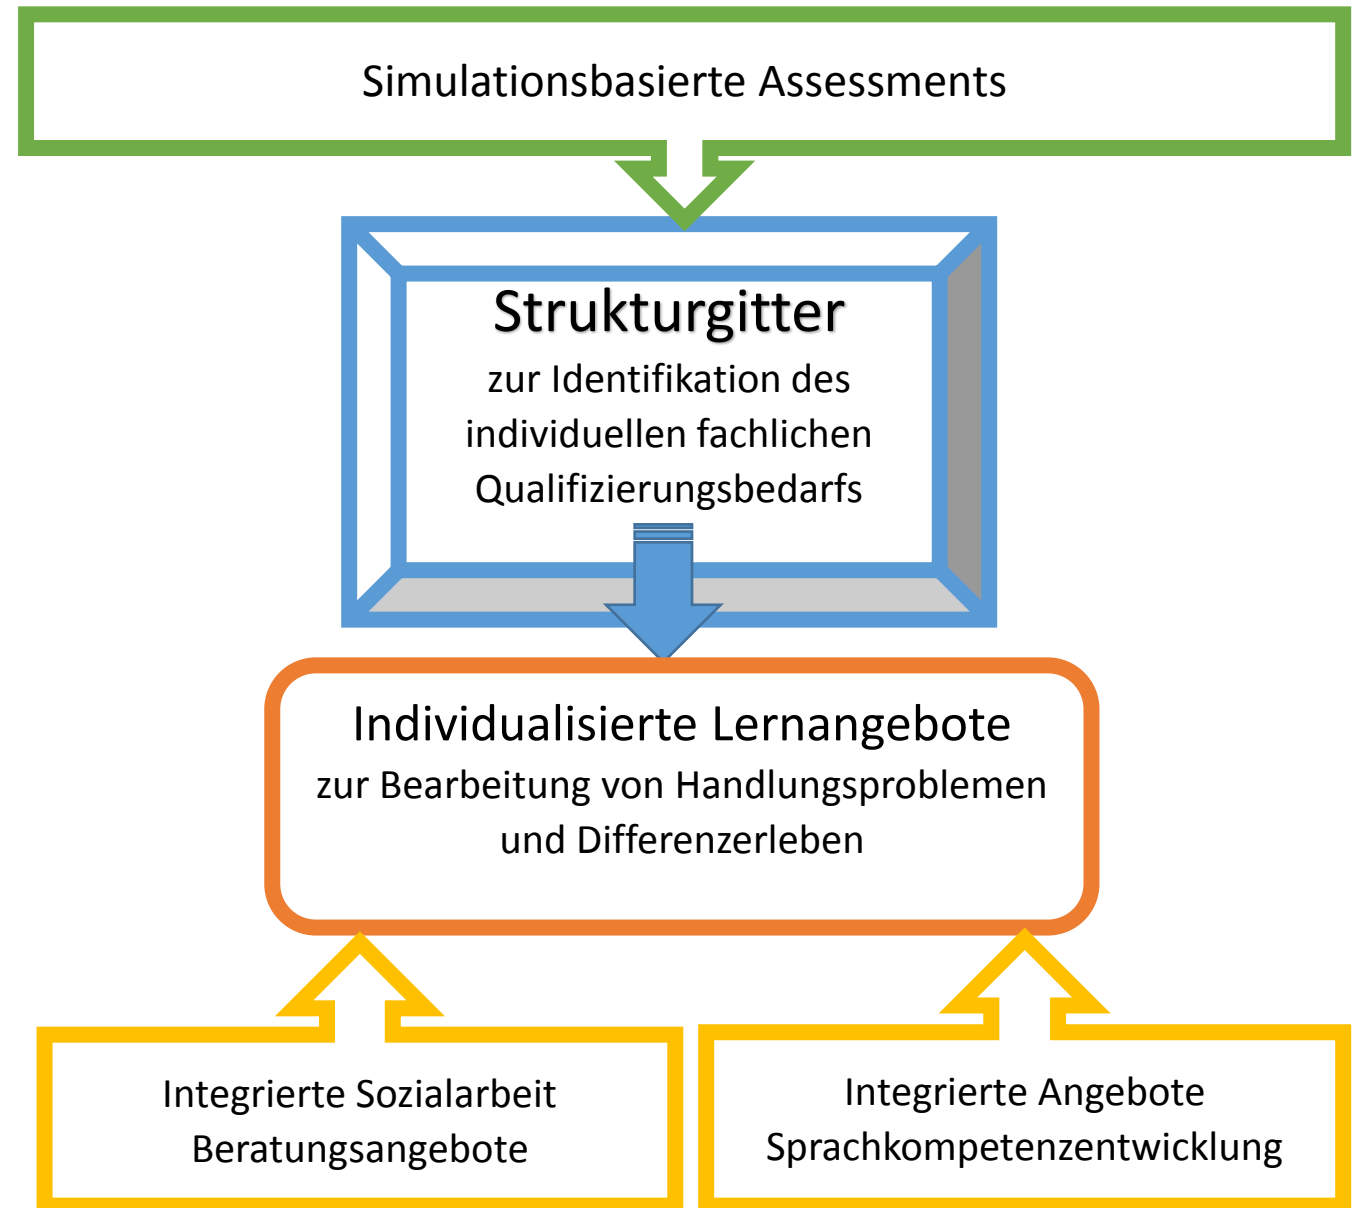 Simulationsbasierte Assessments
Strukturgitter
zur Identifikation des
individuellen fachlichen
Qualifizierungsbedarfs
Individualisierte Lernangebote
zur Bearbeitung von Handlungsproblemen
und Differenzerleben
Integrierte Sozialarbeit
Beratungsangebote
Integrierte Angebote
Sprachkompetenzentwicklung